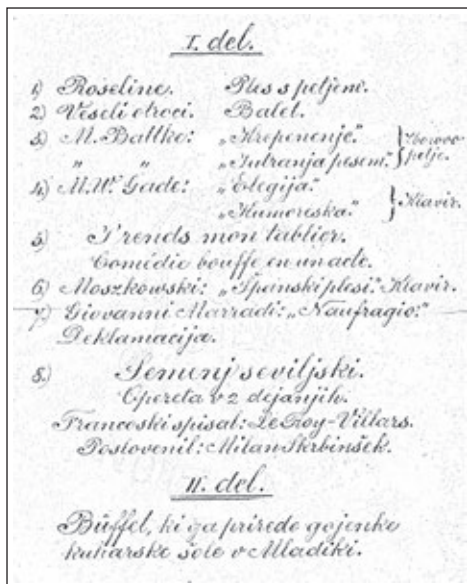 I. del.
1) Roseline. Ples s petjem.
2) Veseli otroci. Balet.
3) M. Battke: „Hrepenenje." Zborovo
„ „ „Jutranja pesem." petje.
4) N. W. Gade: „Elegija."
„Humoreska." Klavir.
5) Prends mon tablier.
Comédie bouffe en un acte.
6) Moszkowski: „Španski plesi." Klavir.
7) Giovanni Marradi: „Naufragio."
Deklamacija.
8.) Semenj seviljski.
Opereta v 2 dejanjih.
Francoski spisal: Le Roy-Villars.
Poslovenil: Milan Skrbinšek.
II. del.
Büffet, ki ga prirede gojenke
kuharske šole v Mladiki.